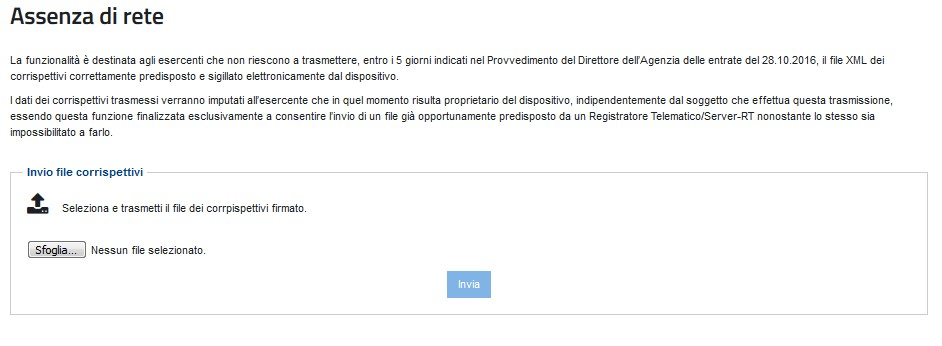 Assenza di rete
La funzionalità è destinata agli esercenti che non riescono a trasmettere, entro i 5 giorni indicati nel Provvedimento del Direttore dell'Agenzia delle entrate del 28.10.2016, il file XML dei
corrispettivi correttamente predisposto e sigillato elettronicamente dal dispositivo.
I dati dei corrispettivi trasmessi verranno imputati all'esercente che in quel momento risulta proprietario del dispositivo, indipendentemente dal soggetto che effettua questa trasmissione,
essendo questa funzione finalizzata esclusivamente a consentire l'invio di un file già opportunamente predisposto da un Registratore Telematico/Server-RT nonostante lo stesso sia
impossibilitato a farlo.
Invio file corrispettivi
Seleziona e trasmetti il file dei corrpispettivi firmato.
Sfoglia... Nessun file selezionato.
Invia